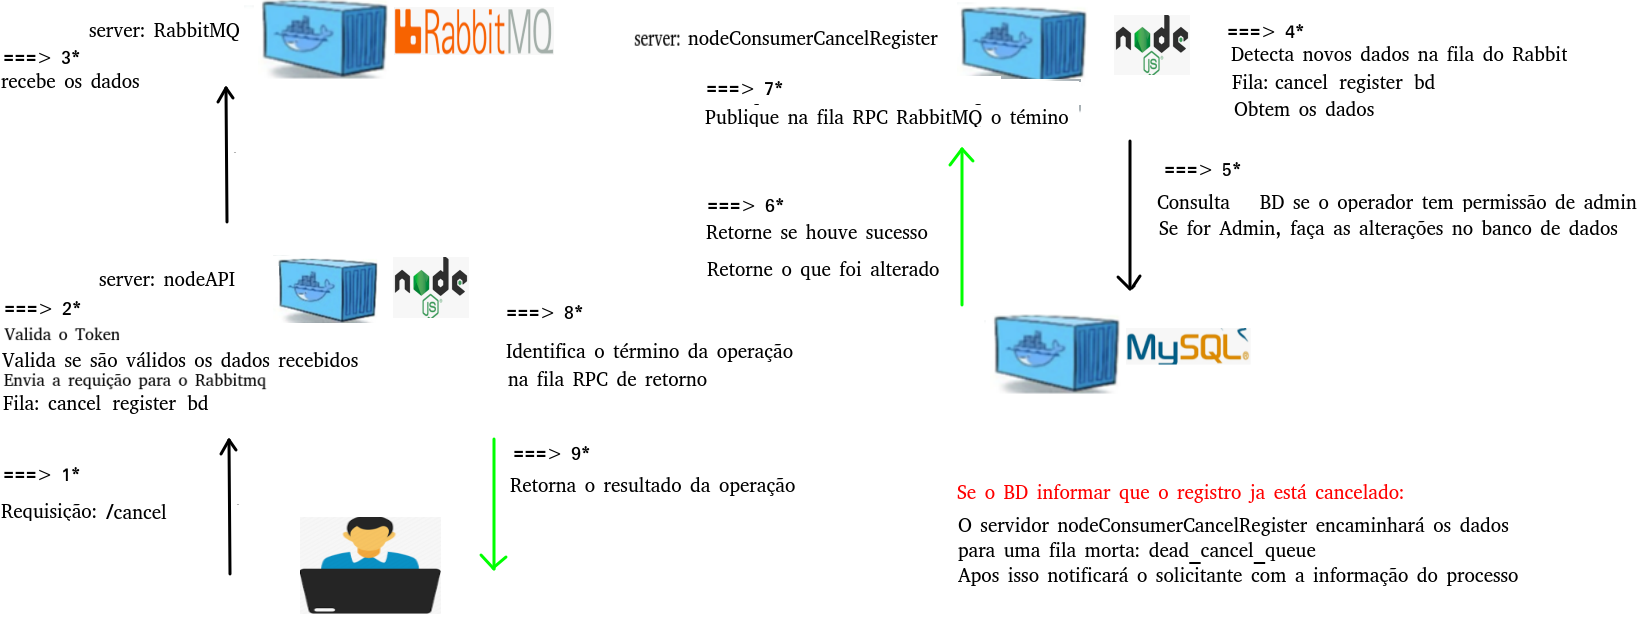 server: RabbitMQ
RabbitMQ
===> 3*
recebe os dados
server: nodeAPI
node
JS
===> 2*
Valida o Token
Valida se são válidos os dados recebidos
Envia a requição para o Rabbitmq
Fila: cancel register bd
===> 1*
Requisição: /cancel
===> 8*
Identifica o término da operação
na fila RPC de retorno
===> 9*
Retorna o resultado da operação
server: nodeConsumerCancelRegister
node
JS
===> 4*
Detecta novos dados na fila do Rabbit
Fila: cancel register bd
Obtem os dados
===> 7*
Publique na fila RPC RabbitMQ o témino
===> 5*
Consulta BD se o operador tem permissão de admin
Se for Admin, faça as alterações no banco de dados
===> 6*
Retorne se houve sucesso
Retorne o que foi alterado
MySQL
Se o BD informar que o registro ja está cancelado:
O servidor nodeConsumerCancelRegister encaminhará os dados
para uma fila morta: dead_cancel_queue
Apos isso notificará o solicitante com a informação do processo